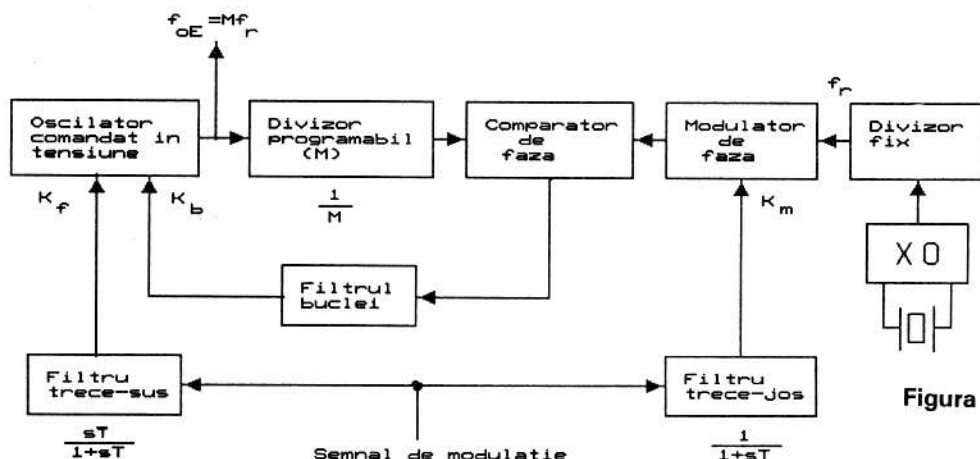 f_oE = Mf_r
Oscilator
comandat in
tensiune
Divizor
programabil
(M)
Comparator
de
faza
Modulator
de
faza
f_r
Divizor
fix
K_f
K_b
1
M
K_m
XO
Filtrul
buclei
Filtru
trece-sus
Filtru
trece-jos
Figura
sT
1+sT
Semnal de modulatie
1
1+sT